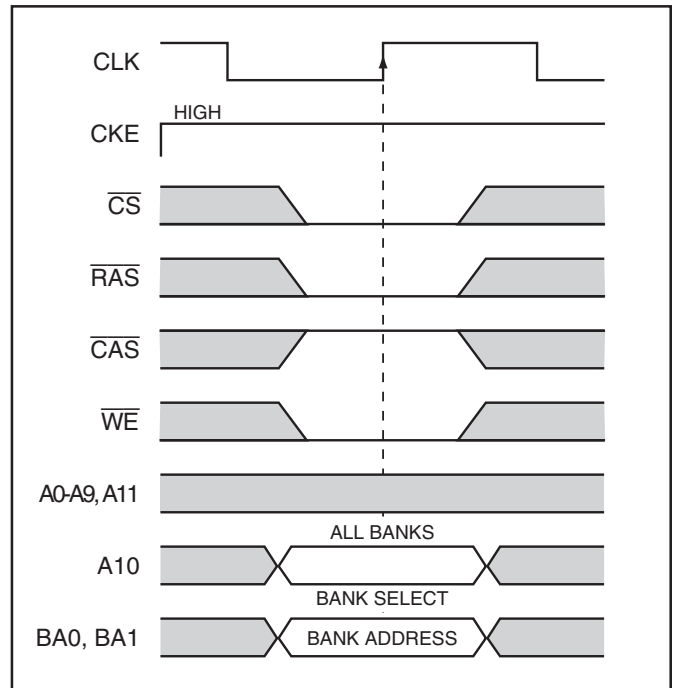 CLK
HIGH
CKE
CS
RAS
CAS
WE
A0-A9, A11
ALL BANKS
A10
BANK SELECT
BA0, BA1
BANK ADDRESS